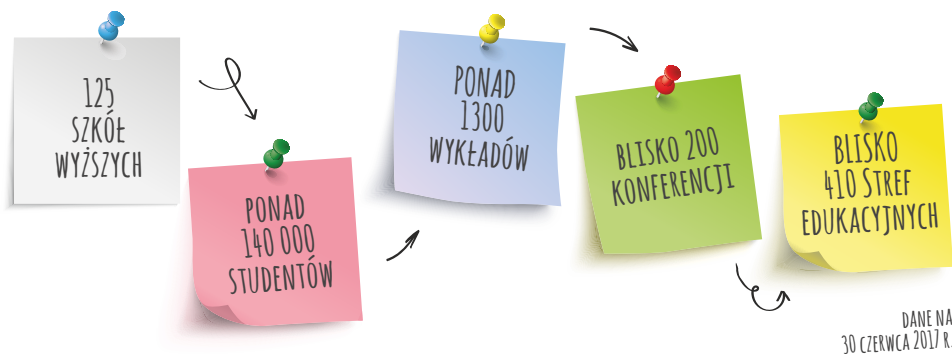 125
SZKÓŁ
WYŻSZYCH
PONAD
140 000
STUDENTÓW
PONAD
1300
WYKŁADÓW
BLISKO 200
KONFERENCJI
BLISKO
410 STREF
EDUKACYJNYCH
DANE NA
30 CZERWCA 2017 R